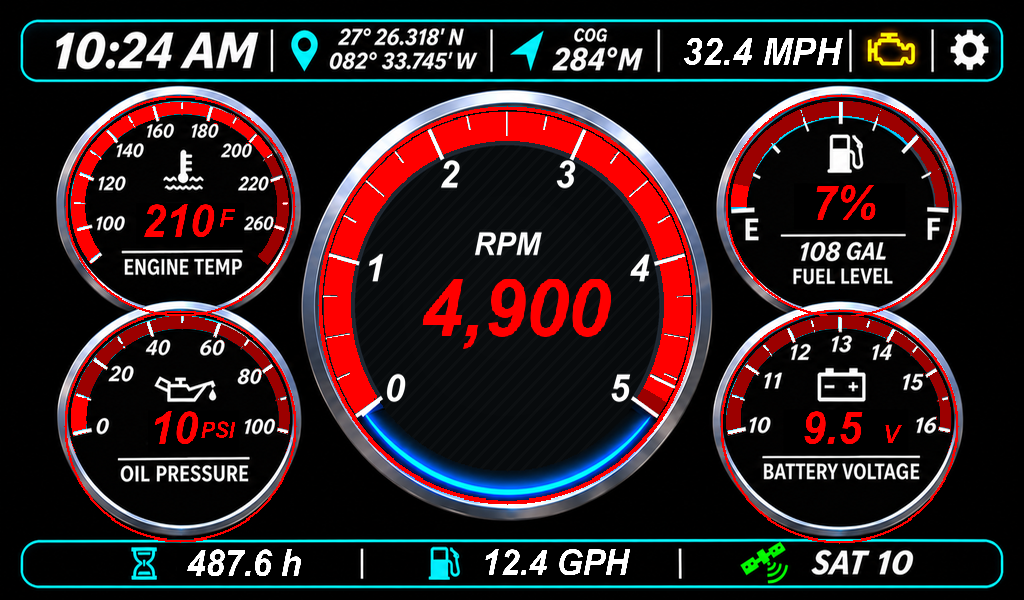 10:24 AM
27° 26.318' N
082° 33.745' W
COG
284°M
32.4 MPH
100
120
140
160
180
200
220
260
210 F
ENGINE TEMP
0
1
2
3
4
5
RPM
4,900
7%
E
F
108 GAL
FUEL LEVEL
0
20
40
60
80
100
10 PSI
OIL PRESSURE
10
11
12
13
14
15
16
9.5 V
BATTERY VOLTAGE
487.6 h
12.4 GPH
SAT 10